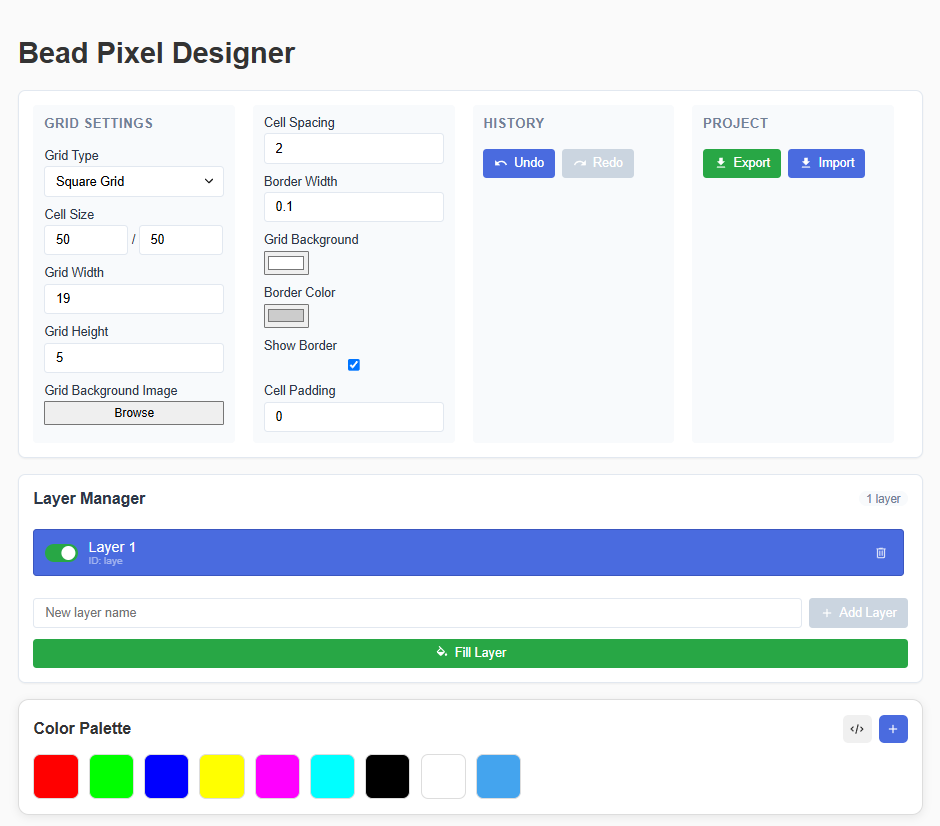 Bead Pixel Designer
GRID SETTINGS
Grid Type
Square Grid
Cell Size
50 / 50
Grid Width
19
Grid Height
5
Grid Background Image
Browse
Cell Spacing
2
Border Width
0.1
Grid Background
Border Color
Show Border
Cell Padding
0
HISTORY
Undo Redo
PROJECT
Export Import
Layer Manager
1 layer
Layer 1
ID: laye
New layer name
+ Add Layer
Fill Layer
Color Palette
</> +